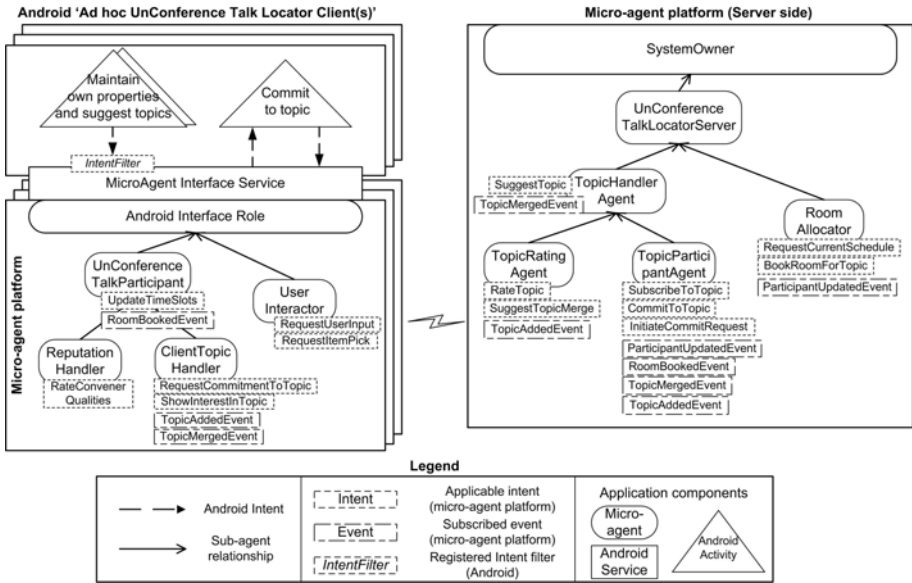 Android 'Ad hoc UnConference Talk Locator Client(s)'
Maintain
own properties
and suggest topics
Commit
to topic
IntentFilter
MicroAgent Interface Service
Micro-agent platform
Android Interface Role
UnConference
TalkParticipant
UpdateTimeSlots
RoomBookedEvent
User
Interactor
RequestUserInput
RequestItemPick
Reputation
Handler
RateConvener
Qualities
ClientTopic
Handler
RequestCommitmentToTopic
ShowInterestInTopic
TopicAddedEvent
TopicMergedEvent
Micro-agent platform (Server side)
SystemOwner
UnConference
TalkLocatorServer
SuggestTopic
TopicMergedEvent
TopicHandler
Agent
Room
Allocator
RequestCurrentSchedule
BookRoomForTopic
ParticipantUpdatedEvent
TopicRating
Agent
RateTopic
SuggestTopicMerge
TopicAddedEvent
TopicPartici
pantAgent
SubscribeToTopic
CommitToTopic
InitiateCommitRequest
ParticipantUpdatedEvent
RoomBookedEvent
TopicMergedEvent
TopicAddedEvent
Legend
Android Intent
Sub-agent
relationship
Intent
Applicable intent
(micro-agent platform)
Event
Subscribed event
(micro-agent platform)
IntentFilter
Registered Intent filter
(Android)
Application components
Micro-
agent
Android
Service
Android
Activity